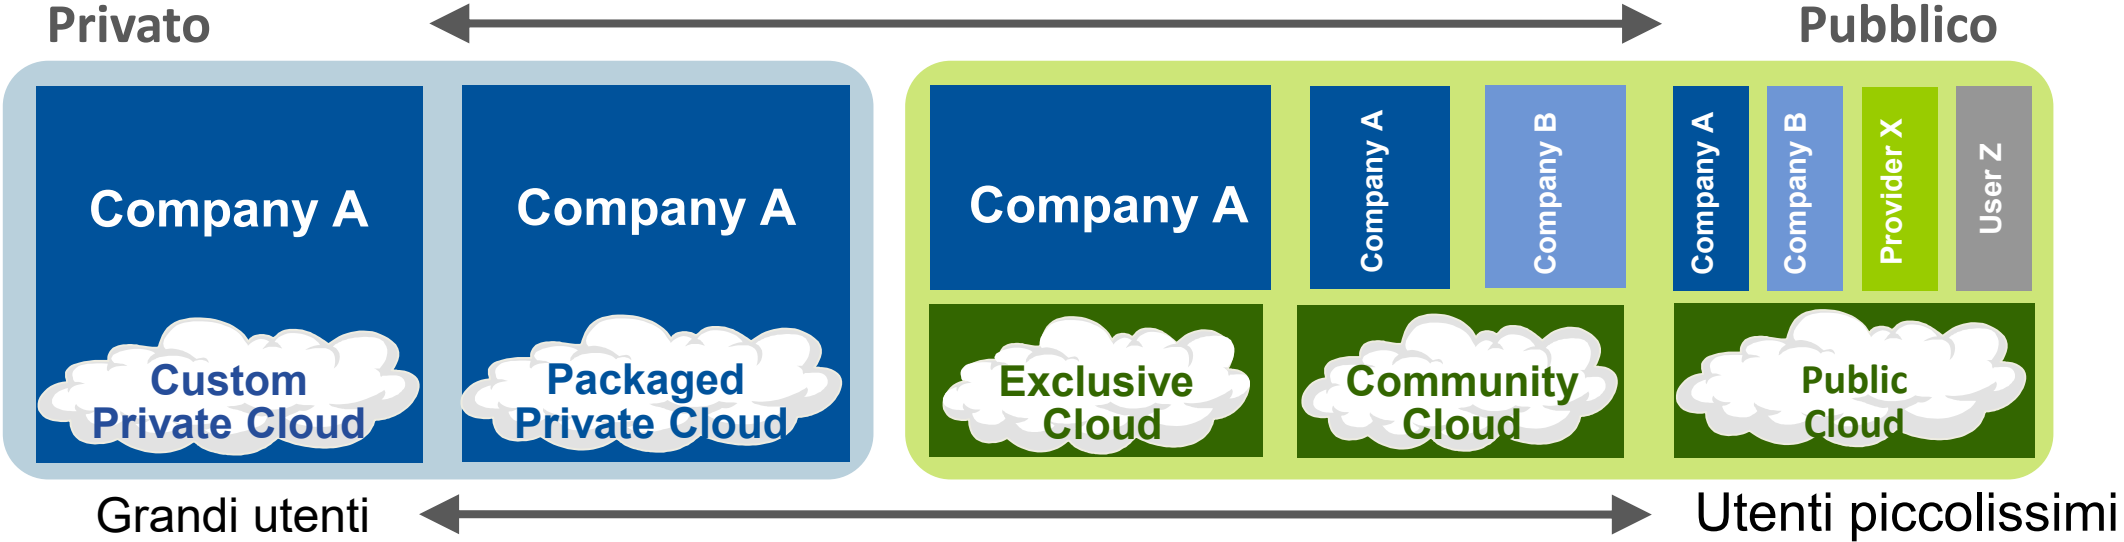 Privato
Pubblico
Company A
Company A
Company A
Company A
Company B
Company A
Company B
Provider X
User Z
Custom
Private Cloud
Packaged
Private Cloud
Exclusive
Cloud
Community
Cloud
Public
Cloud
Grandi utenti
Utenti piccolissimi